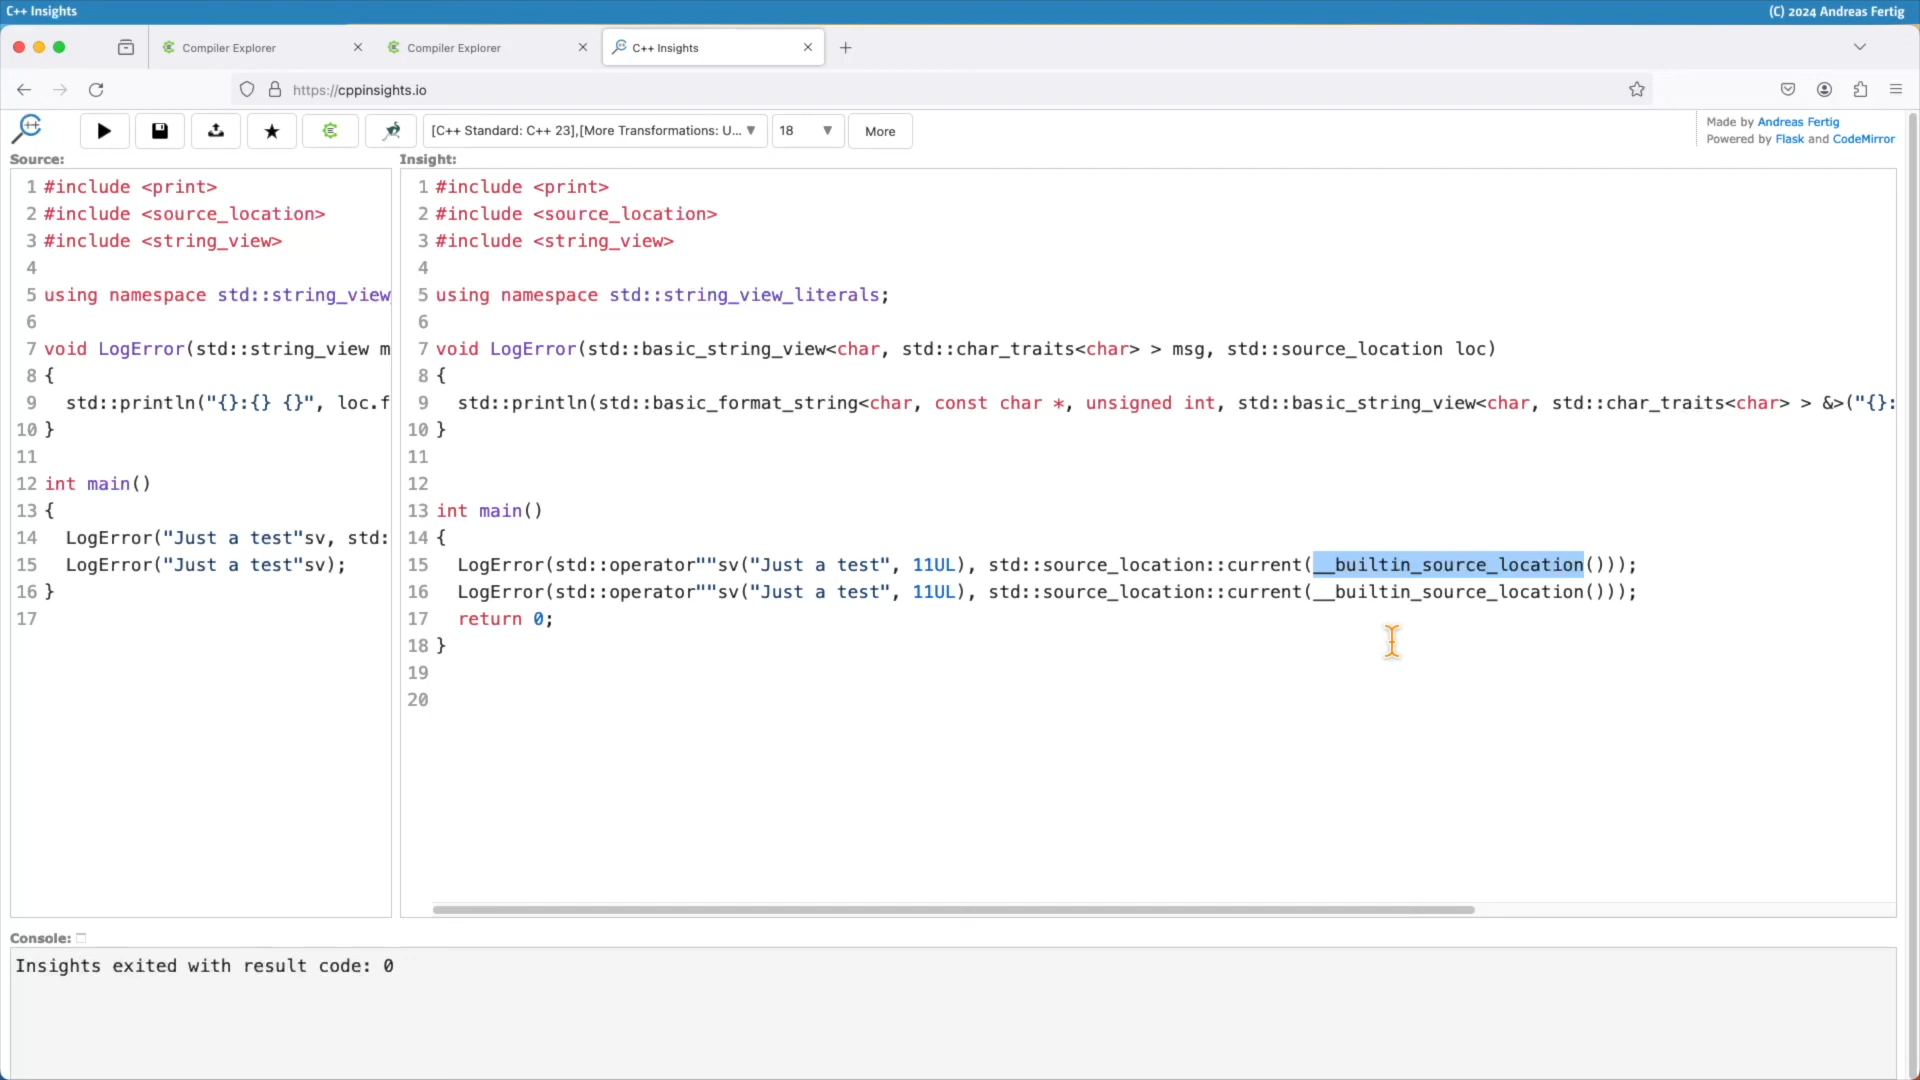 C++ Insights
(C) 2024 Andreas Fertig
Compiler Explorer
Compiler Explorer
C++ Insights
https://cppinsights.io
[C++ Standard: C++ 23],[More Transformations: U...
18
More
Made by Andreas Fertig
Powered by Flask and CodeMirror
Source:
1 #include <print>
2 #include <source_location>
3 #include <string_view>
4
5 using namespace std::string_view
6
7 void LogError(std::string_view m
8 {
9   std::println("{}:{} {}", loc.f
10 }
11
12 int main()
13 {
14   LogError("Just a test"sv, std:
15   LogError("Just a test"sv);
16 }
17
Insight:
1 #include <print>
2 #include <source_location>
3 #include <string_view>
4
5 using namespace std::string_view_literals;
6
7 void LogError(std::basic_string_view<char, std::char_traits<char> > msg, std::source_location loc)
8 {
9   std::println(std::basic_format_string<char, const char *, unsigned int, std::basic_string_view<char, std::char_traits<char> > &>("{}:
10 }
11
12
13 int main()
14 {
15   LogError(std::operator""sv("Just a test", 11UL), std::source_location::current(__builtin_source_location()));
16   LogError(std::operator""sv("Just a test", 11UL), std::source_location::current(__builtin_source_location()));
17   return 0;
18 }
19
20
Console:
Insights exited with result code: 0